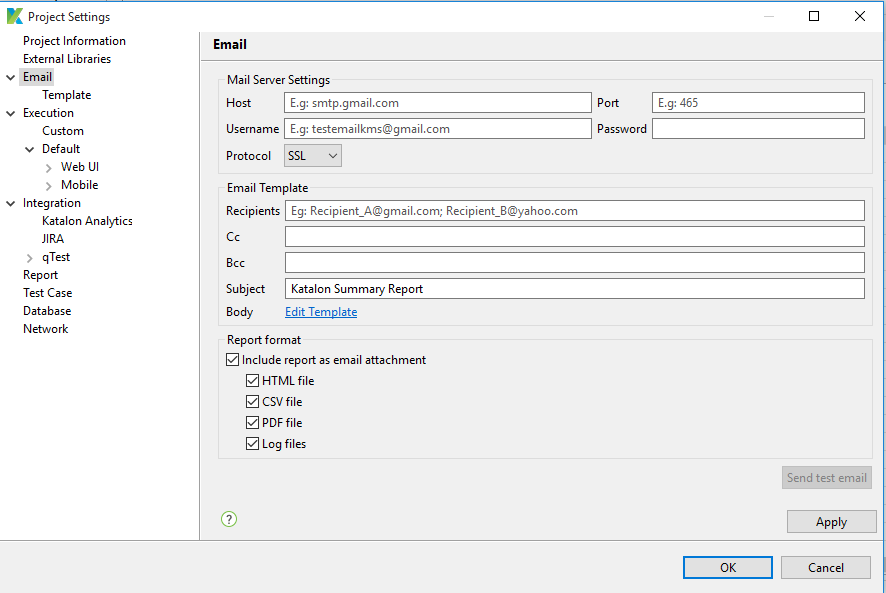 Project Settings
Project Information
External Libraries
Email
Template
Execution
Custom
Default
Web UI
Mobile
Integration
Katalon Analytics
JIRA
qTest
Report
Test Case
Database
Network
Email
Mail Server Settings
Host E.g: smtp.gmail.com Port E.g: 465
Username E.g: testemailkms@gmail.com Password
Protocol SSL
Email Template
Recipients Eg: Recipient_A@gmail.com; Recipient_B@yahoo.com
Cc
Bcc
Subject Katalon Summary Report
Body Edit Template
Report format
Include report as email attachment
HTML file
CSV file
PDF file
Log files
Send test email
?
Apply
OK Cancel